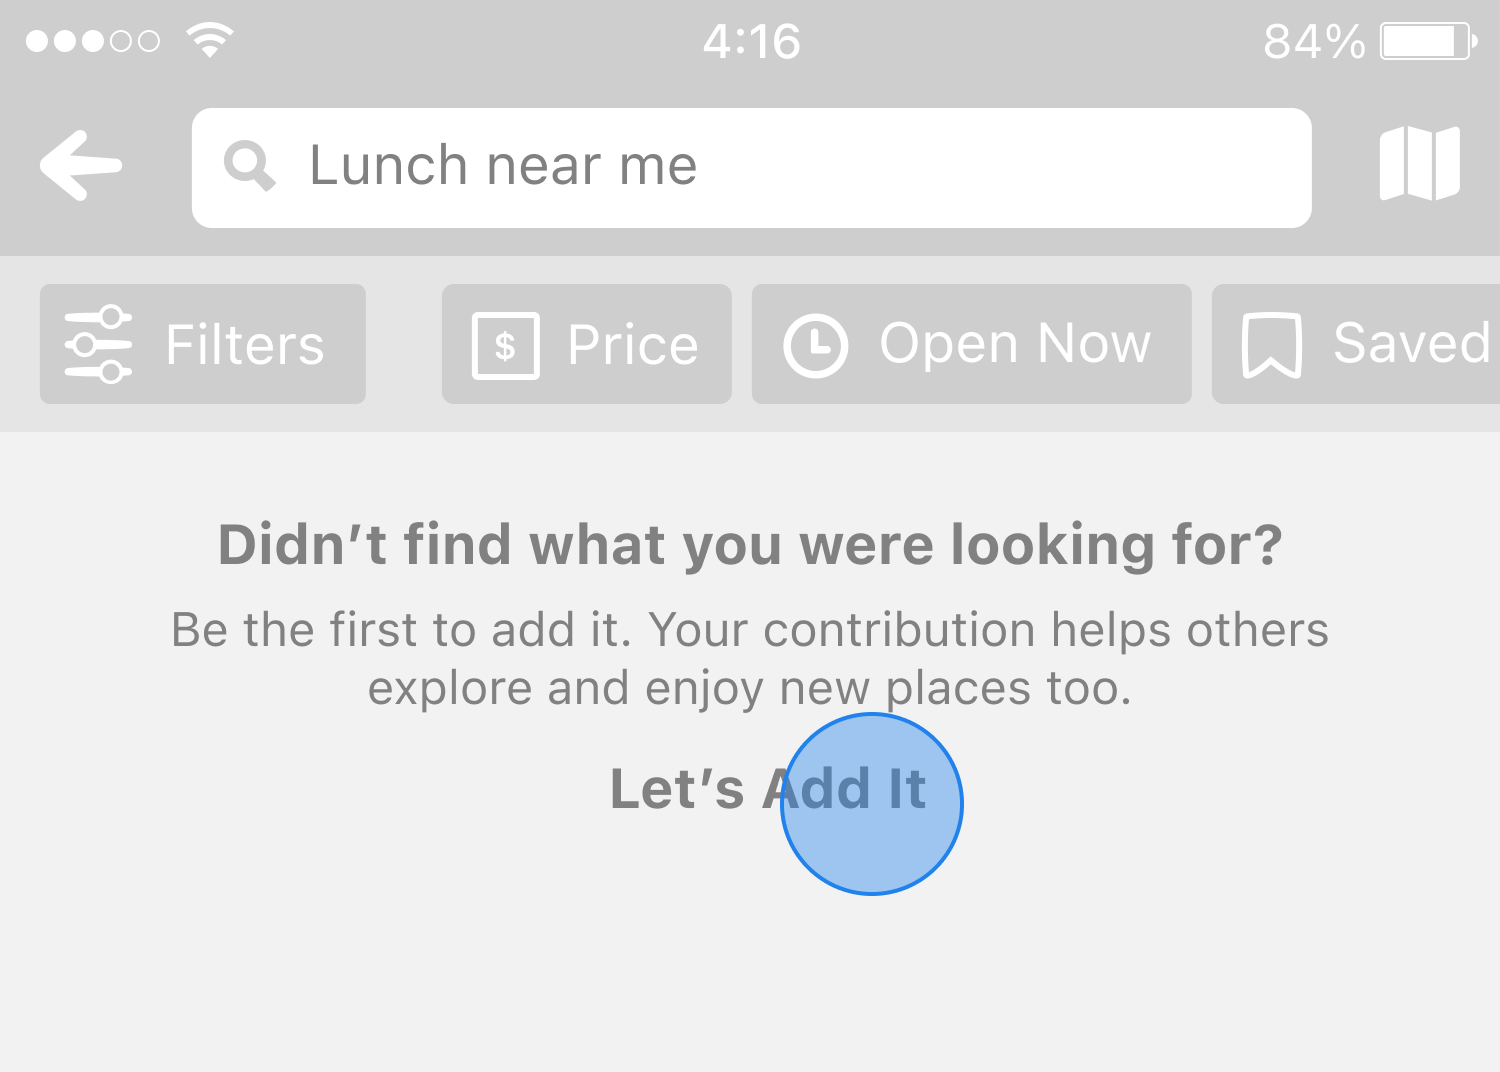 4:16
84%
Lunch near me
Filters
$
Price
Open Now
Saved
Didn’t find what you were looking for?
Be the first to add it. Your contribution helps others
explore and enjoy new places too.
Let’s Add It